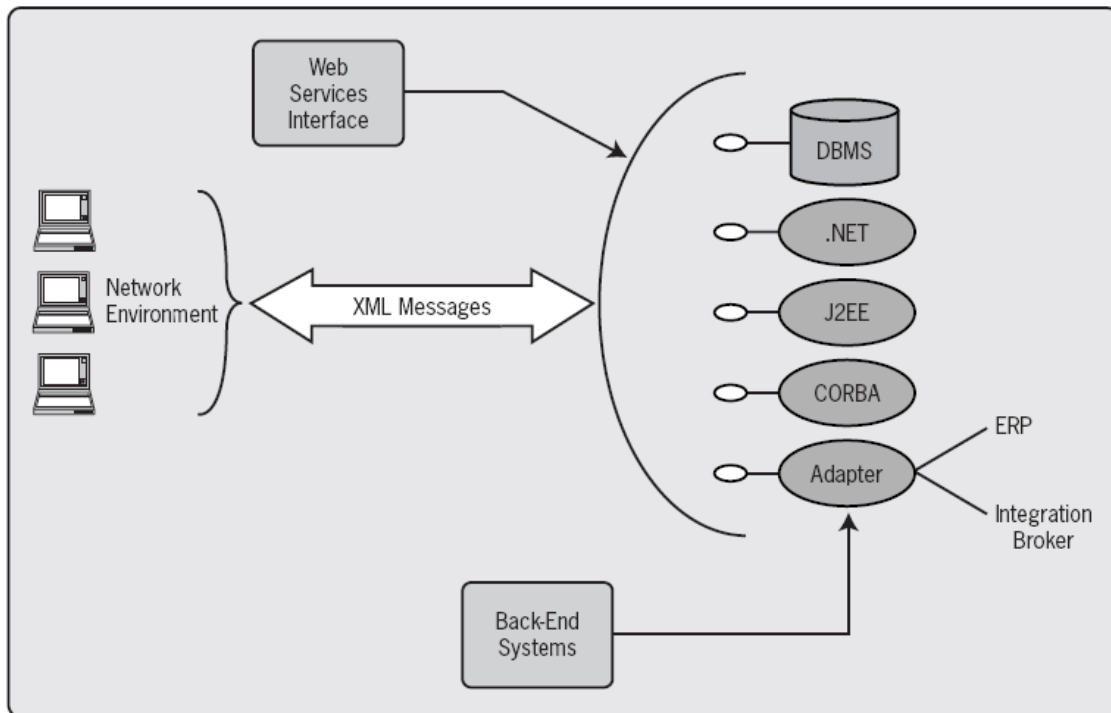 Web
Services
Interface
DBMS
.NET
Network
Environment
XML Messages
J2EE
CORBA
ERP
Adapter
Integration
Broker
Back-End
Systems